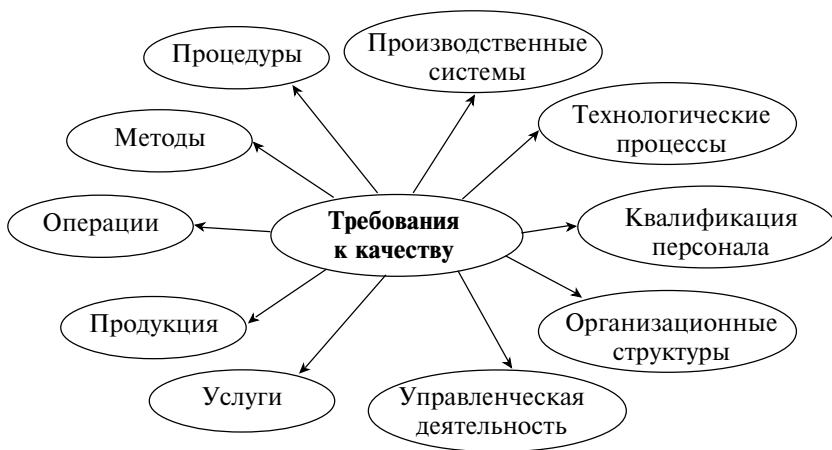 Процедуры
Производственные
системы
Методы
Технологические
процессы
Операции
Требования
к качеству
Квалификация
персонала
Продукция
Организационные
структуры
Услуги
Управленческая
деятельность